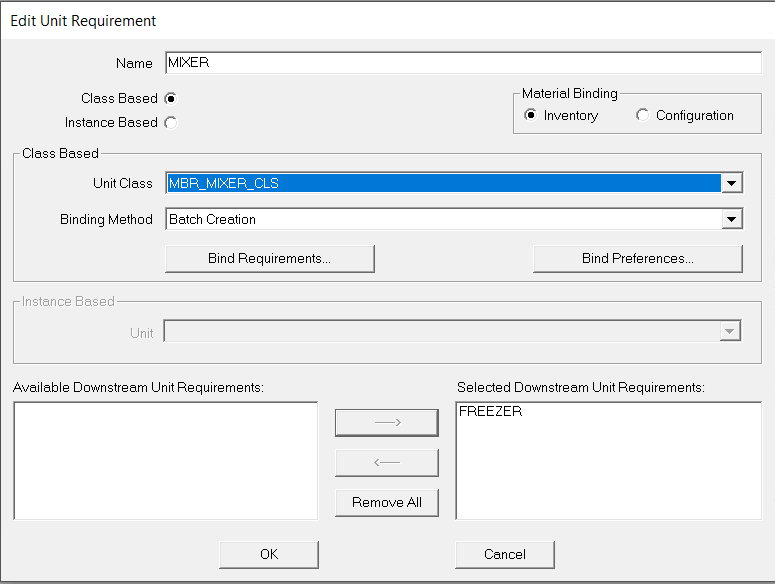 Edit Unit Requirement
Name MIXER
Class Based
Instance Based
Material Binding
Inventory Configuration
Class Based
Unit Class MBR_MIXER_CLS
Binding Method Batch Creation
Bind Requirements... Bind Preferences...
Instance Based
Unit
Available Downstream Unit Requirements: Selected Downstream Unit Requirements:
FREEZER
--->
<---
Remove All
OK Cancel